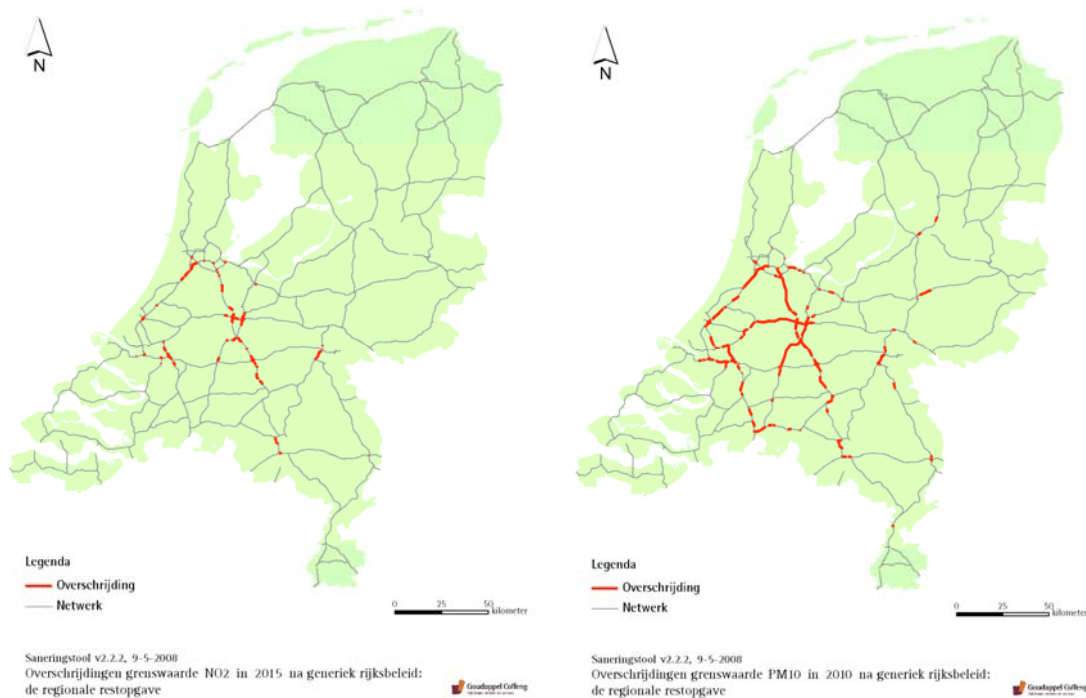 N
Legenda
Overschrijding
Netwerk
0 25 50
kilometer
Saneringstool v2.2.2, 9-5-2008
Overschrijdingen grenswaarde NO2 in 2015 na generiek rijksbeleid:
de regionale restopgave
Goudappel Coffeng
N
Legenda
Overschrijding
Netwerk
0 25 50
kilometer
Saneringstool v2.2.2, 9-5-2008
Overschrijdingen grenswaarde PM10 in 2010 na generiek rijksbeleid:
de regionale restopgave
Goudappel Coffeng